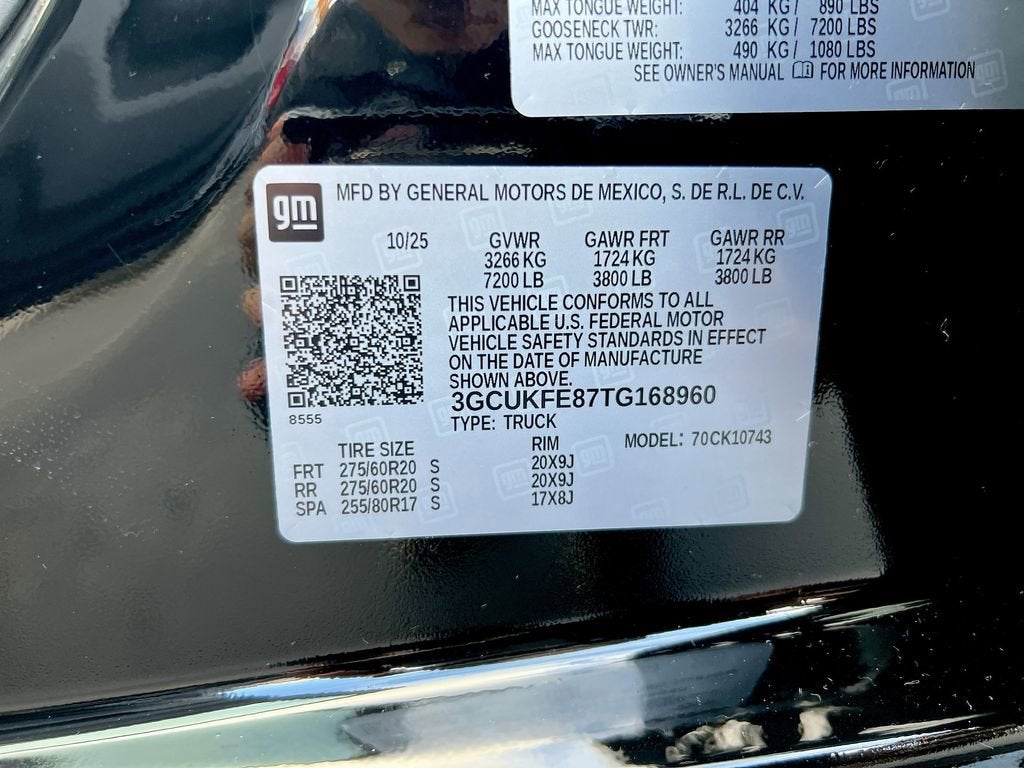 MAX TONGUE WEIGHT: 404 KG/ 890 LBS
GOOSENECK TWR: 3266 KG/ 7200 LBS
MAX TONGUE WEIGHT: 490 KG/ 1080 LBS
SEE OWNER'S MANUAL FOR MORE INFORMATION
gm
MFD BY GENERAL MOTORS DE MEXICO, S. DE R.L. DE C.V.
10/25 GVWR GAWR FRT GAWR RR
3266 KG 1724 KG 1724 KG
7200 LB 3800 LB 3800 LB
THIS VEHICLE CONFORMS TO ALL
APPLICABLE U.S. FEDERAL MOTOR
VEHICLE SAFETY STANDARDS IN EFFECT
ON THE DATE OF MANUFACTURE
SHOWN ABOVE.
3GCUKFE87TG168960
8555
TYPE: TRUCK
TIRE SIZE RIM MODEL: 70CK10743
FRT 275/60R20 S 20X9J
RR 275/60R20 S 20X9J
SPA 255/80R17 S 17X8J